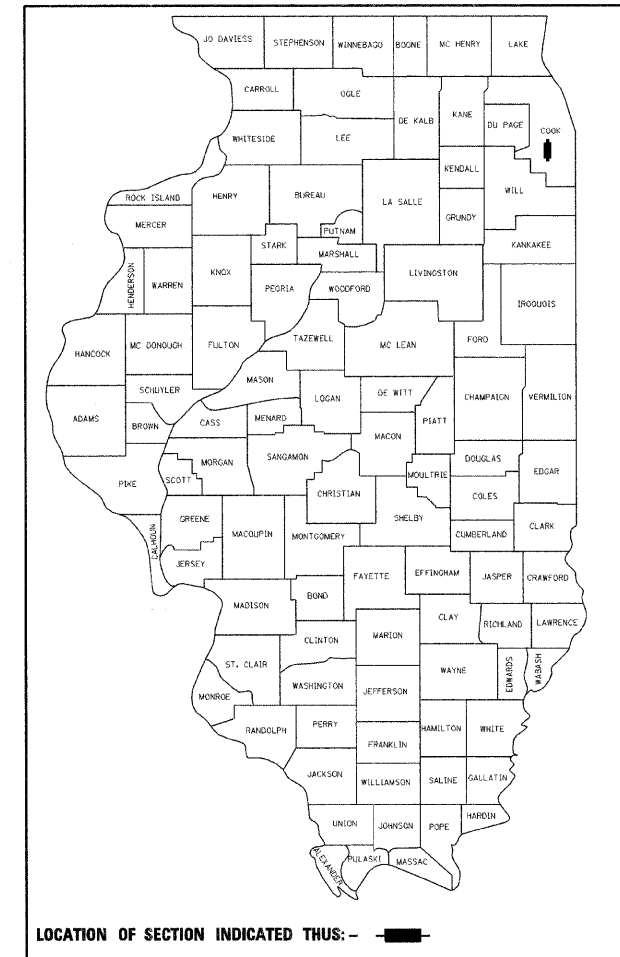 JO DAVIESS STEPHENSON WINNEBAGO BOONE MC HENRY LAKE
CARROLL OGLE DE KALB KANE DU PAGE COOK
WHITESIDE LEE KENDALL WILL
ROCK ISLAND HENRY BUREAU LA SALLE GRUNDY
MERCER PUTNAM KANKAKEE
HENDERSON WARREN KNOX STARK MARSHALL LIVINGSTON
PEORIA WOODFORD IROQUOIS
HANCOCK MC DONOUGH FULTON TAZEWELL MC LEAN FORD
MASON
SCHUYLER LOGAN DE WITT CHAMPAIGN VERMILION
ADAMS BROWN CASS MENARD MACON PIATT
MORGAN SANGAMON DOUGLAS EDGAR
PIKE SCOTT CHRISTIAN MOULTRIE COLES
GREENE SHELBY
CALHOUN MACOUPIN MONTGOMERY CUMBERLAND CLARK
JERSEY FAYETTE EFFINGHAM JASPER CRAWFORD
MADISON BOND CLAY RICHLAND LAWRENCE
CLINTON MARION
ST. CLAIR WAYNE EDWARDS WABASH
WASHINGTON JEFFERSON
MONROE
RANDOLPH PERRY HAMILTON WHITE
FRANKLIN
JACKSON WILLIAMSON SALINE GALLATIN
UNION JOHNSON POPE HARDIN
ALEXANDER PULASKI MASSAC
LOCATION OF SECTION INDICATED THUS: -